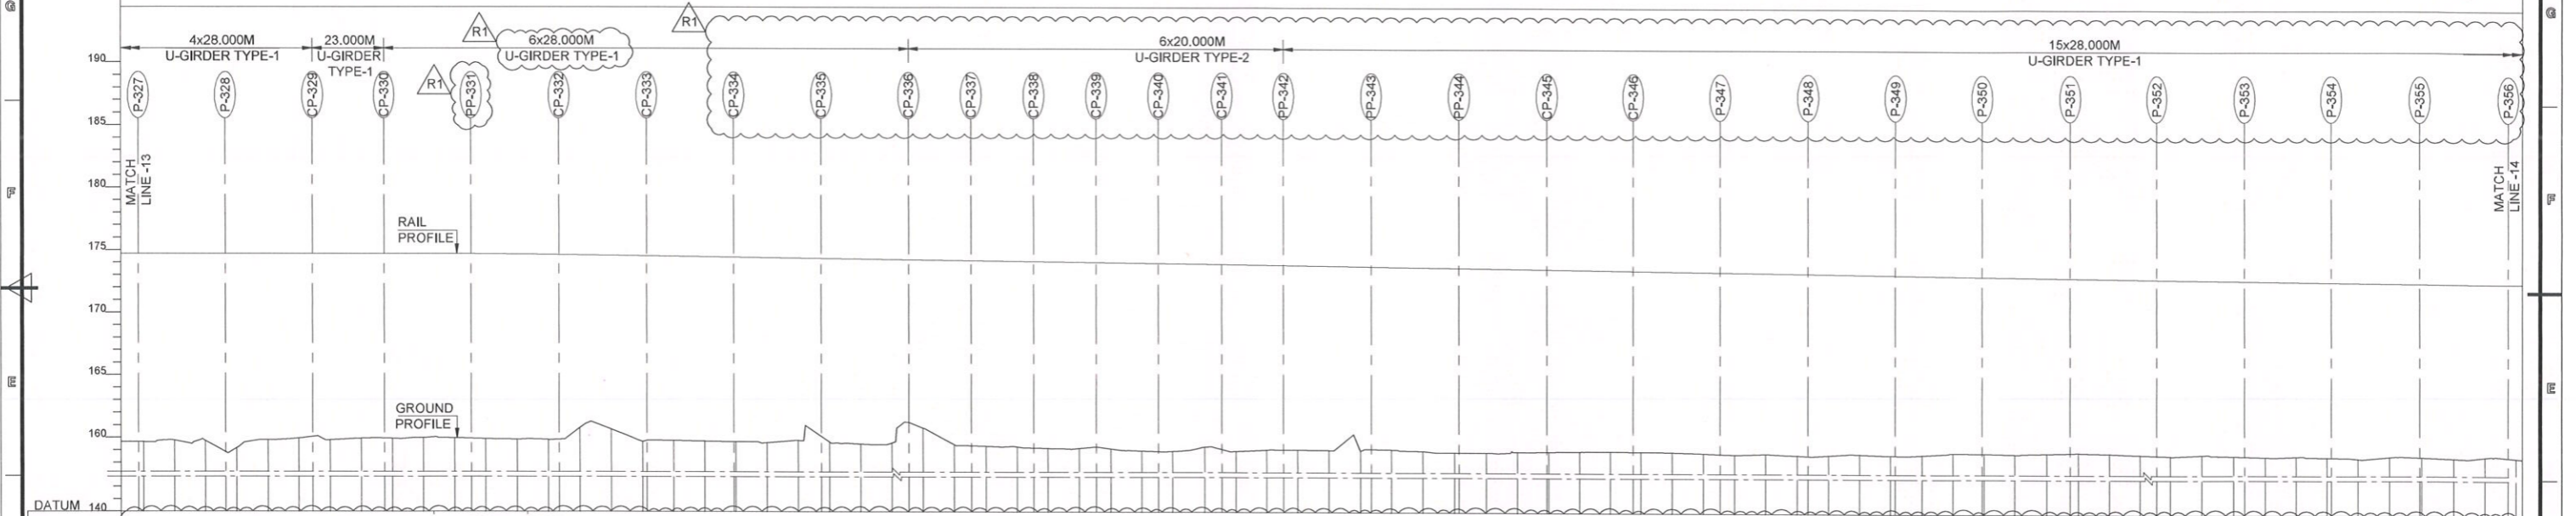 G
G
R1
R1
4x28.000M
U-GIRDER TYPE-1
23.000M
U-GIRDER
TYPE-1
6x28.000M
U-GIRDER TYPE-1
6x20.000M
U-GIRDER TYPE-2
15x28.000M
U-GIRDER TYPE-1
190
R1
P-327
P-328
CP-329
CP-330
PP-331
CP-332
CP-333
CP-334
CP-335
CP-336
CP-337
CP-338
CP-339
CP-340
CP-341
PP-342
PP-343
PP-344
CP-345
CP-346
P-347
P-348
P-349
P-350
P-351
P-352
P-353
P-354
P-355
P-356
185
MATCH
LINE -13
180
F
F
MATCH
LINE -14
RAIL
PROFILE
175
170
165
E
E
GROUND
PROFILE
160
DATUM 140